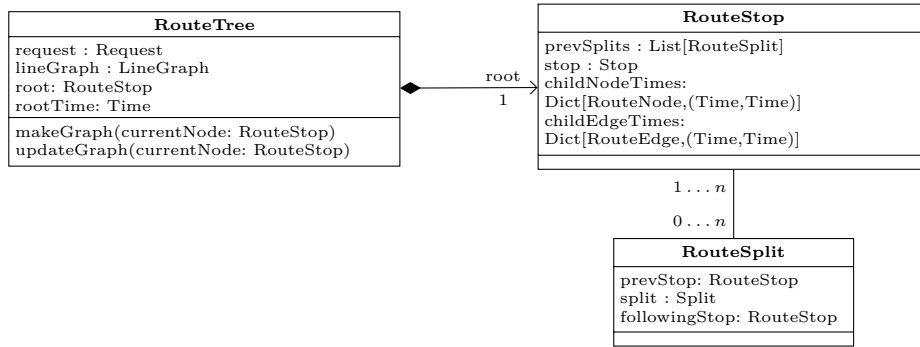 RouteTree
request : Request
lineGraph : LineGraph
root: RouteStop
rootTime: Time
makeGraph(currentNode: RouteStop)
updateGraph(currentNode: RouteStop)
root
1
RouteStop
prevSplits : List[RouteSplit]
stop : Stop
childNodeTimes:
Dict[RouteNode,(Time,Time)]
childEdgeTimes:
Dict[RouteEdge,(Time,Time)]
1 … n
0 … n
RouteSplit
prevStop: RouteStop
split : Split
followingStop: RouteStop